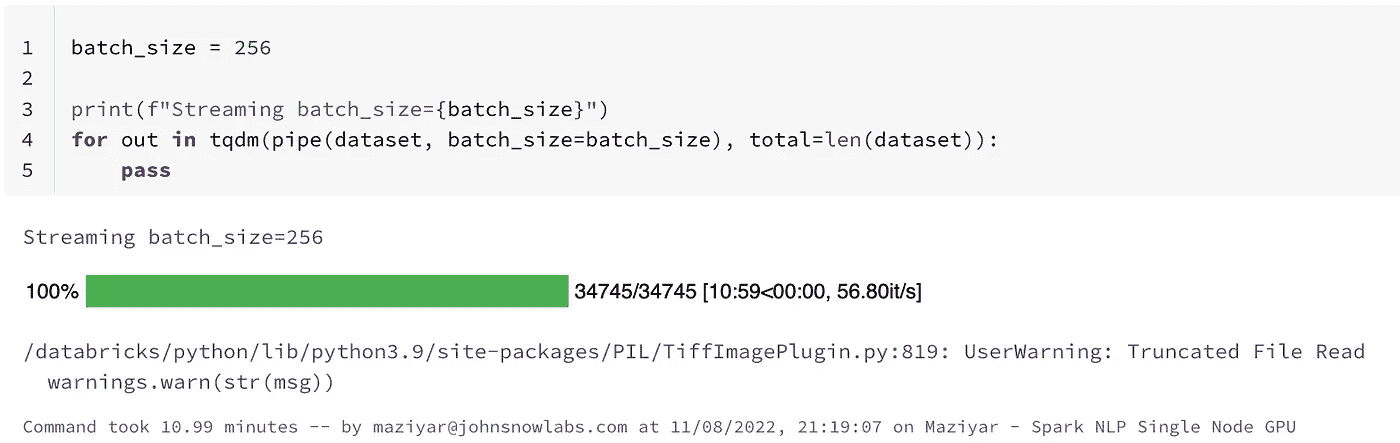 1 batch_size = 256
2
3 print(f"Streaming batch_size={batch_size}")
4 for out in tqdm(pipe(dataset, batch_size=batch_size), total=len(dataset)):
5     pass
Streaming batch_size=256
100% 34745/34745 [10:59<00:00, 56.80it/s]
/databricks/python/lib/python3.9/site-packages/PIL/TiffImagePlugin.py:819: UserWarning: Truncated File Read
  warnings.warn(str(msg))
Command took 10.99 minutes -- by maziyar@johnsnowlabs.com at 11/08/2022, 21:19:07 on Maziyar - Spark NLP Single Node GPU